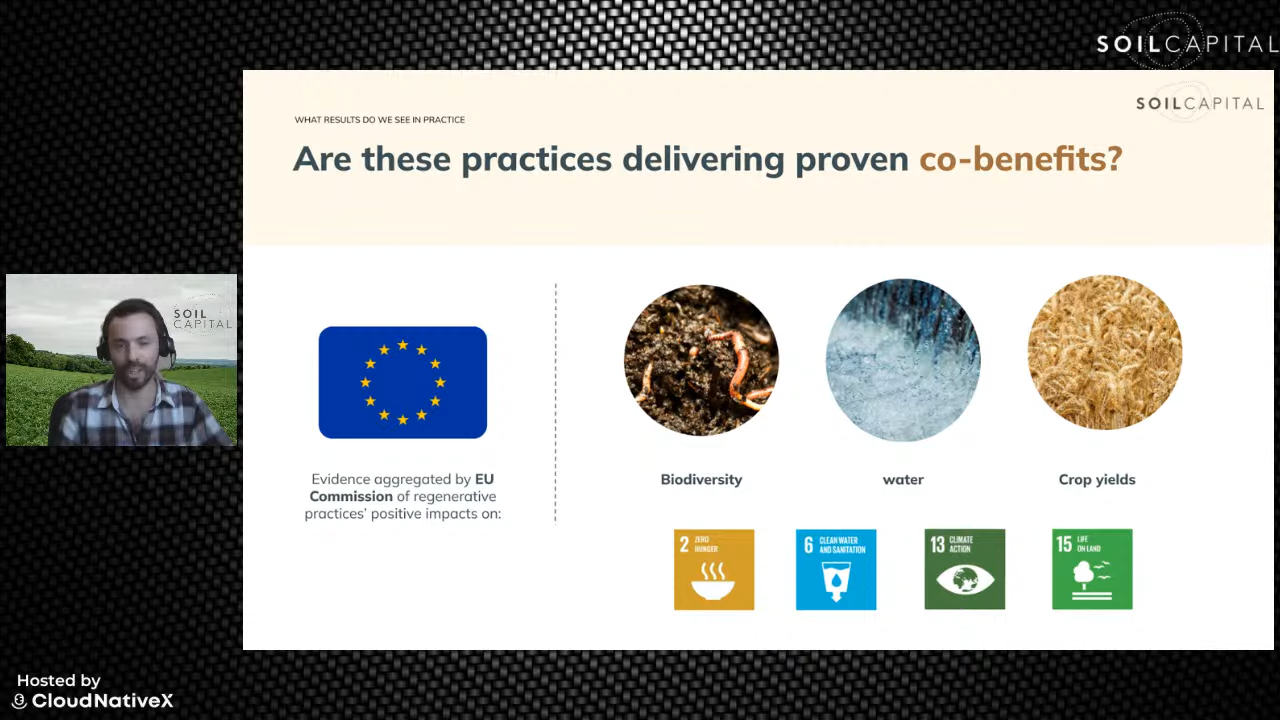 SOILCAPITAL
SOILCAPITAL
WHAT RESULTS DO WE SEE IN PRACTICE
Are these practices delivering proven co-benefits?
SOIL
CAPITAL
Evidence aggregated by EU
Commission of regenerative
practices' positive impacts on:
Biodiversity
water
Crop yields
2 ZERO
HUNGER
6 CLEAN WATER
AND SANITATION
13 CLIMATE
ACTION
15 LIFE
ON LAND
Hosted by
CloudNativeX